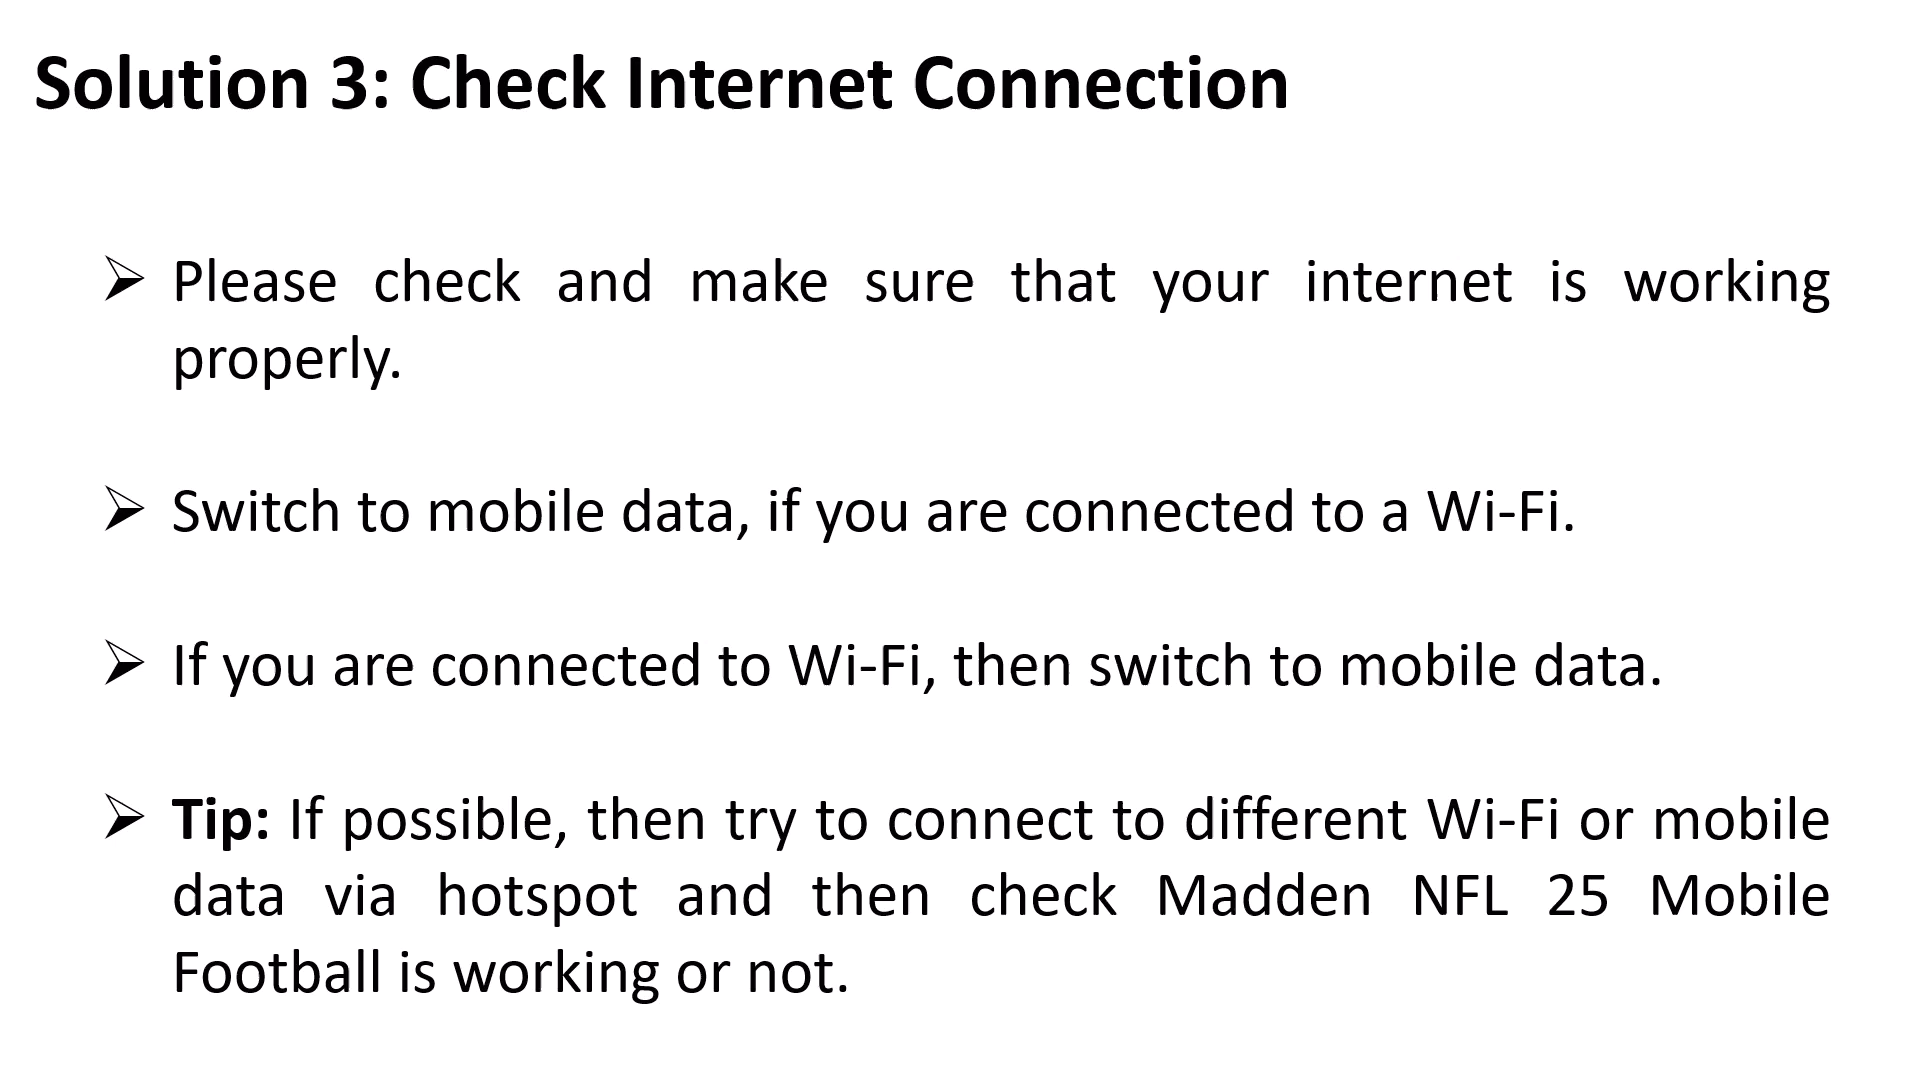 Solution 3: Check Internet Connection
➢ Please check and make sure that your internet is working
properly.
➢ Switch to mobile data, if you are connected to a Wi-Fi.
➢ If you are connected to Wi-Fi, then switch to mobile data.
➢ Tip: If possible, then try to connect to different Wi-Fi or mobile
data via hotspot and then check Madden NFL 25 Mobile
Football is working or not.